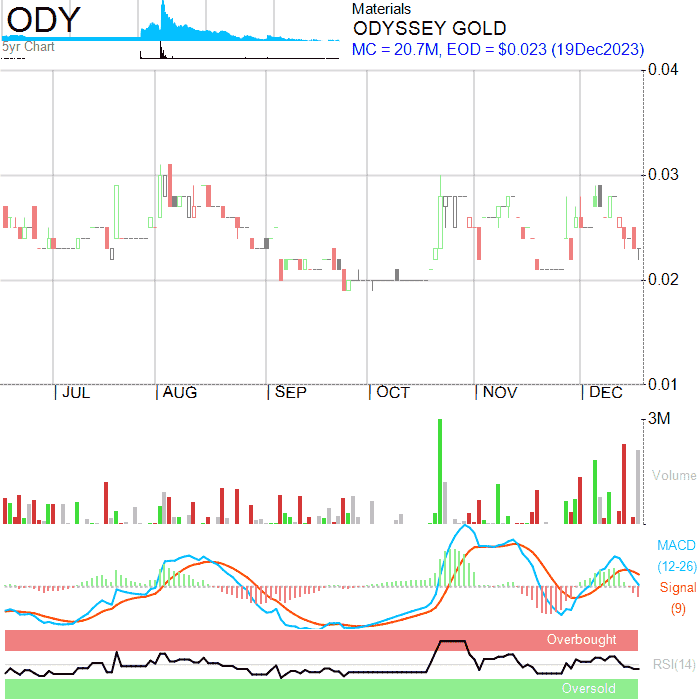 ODY
5yr Chart
Materials
ODYSSEY GOLD
MC = 20.7M, EOD = $0.023 (19Dec2023)
0.04
0.03
0.02
0.01
JUL
AUG
SEP
OCT
NOV
DEC
3M
Volume
MACD
(12-26)
Signal
(9)
Overbought
RSI(14)
Oversold